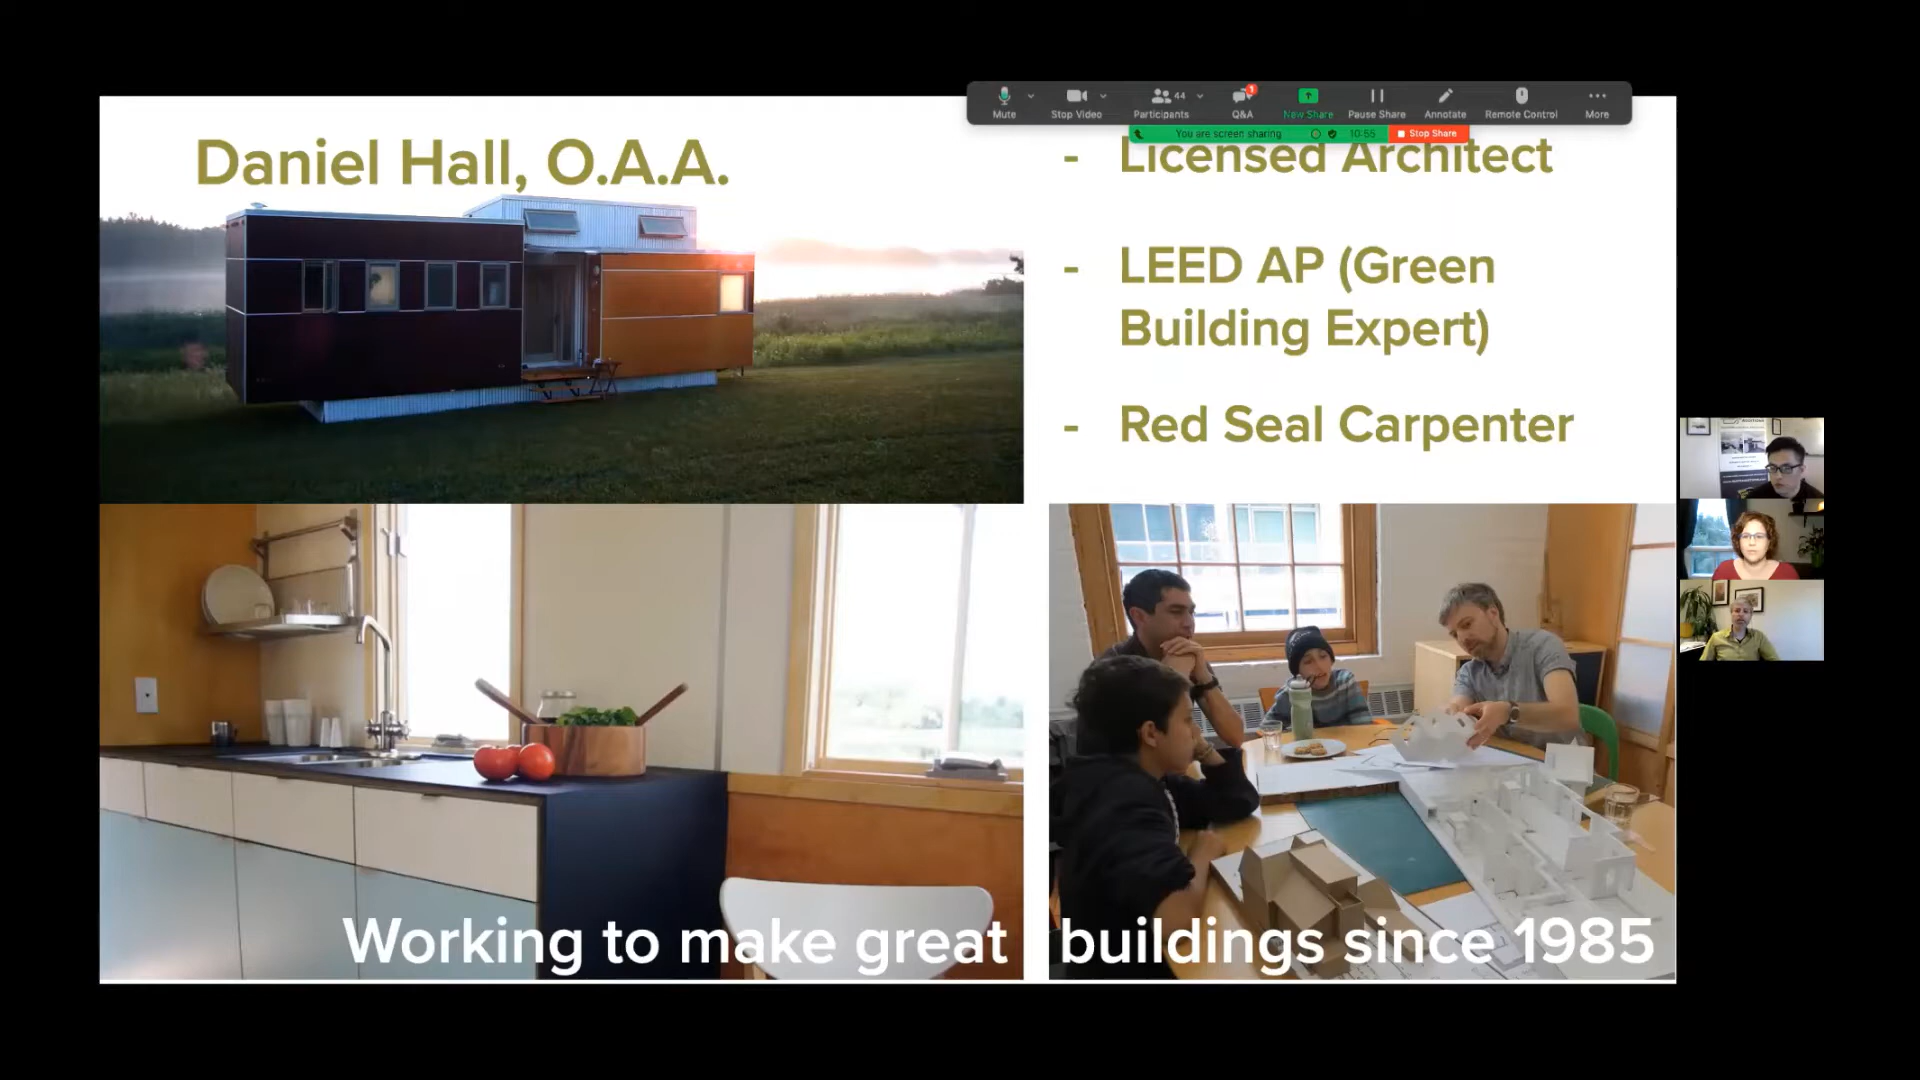 Mute
Stop Video
44
Participants
1
Q&A
New Share
Pause Share
Annotate
Remote Control
More
You are screen sharing
10:55
Stop Share
Daniel Hall, O.A.A.
- Licensed Architect
- LEED AP (Green
Building Expert)
- Red Seal Carpenter
Working to make great buildings since 1985